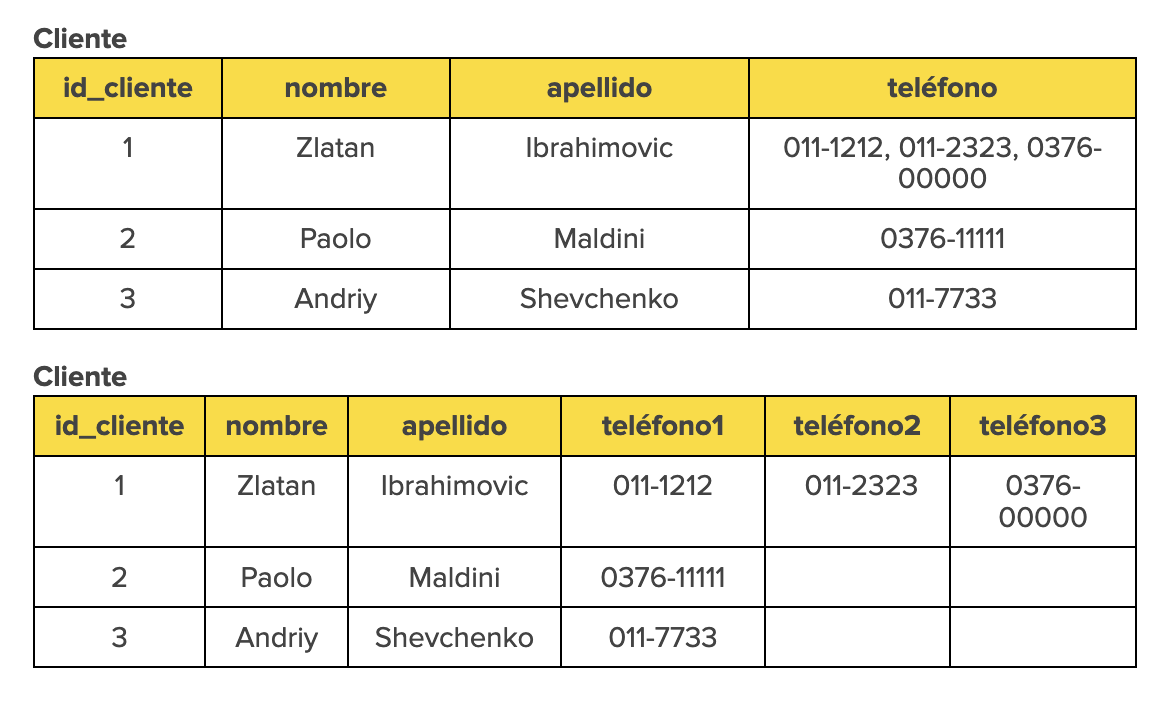 Cliente
id_cliente nombre apellido teléfono
1 Zlatan Ibrahimovic 011-1212, 011-2323, 0376-
00000
2 Paolo Maldini 0376-11111
3 Andriy Shevchenko 011-7733
Cliente
id_cliente nombre apellido teléfono1 teléfono2 teléfono3
1 Zlatan Ibrahimovic 011-1212 011-2323 0376-
00000
2 Paolo Maldini 0376-11111
3 Andriy Shevchenko 011-7733